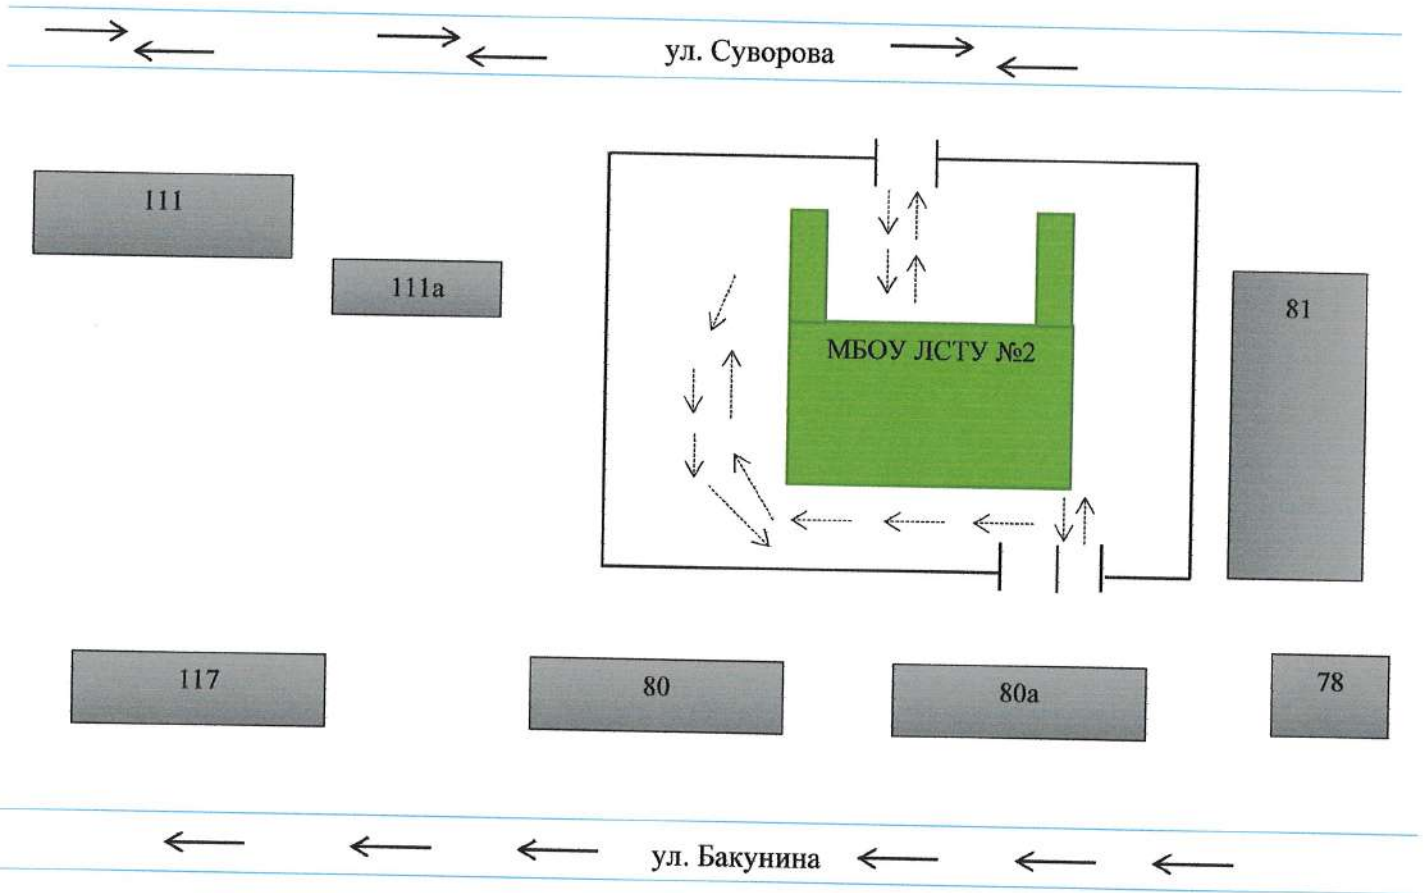 ул. Суворова
111
111а
81
МБОУ ЛСТУ №2
117
80
80а
78
ул. Бакунина